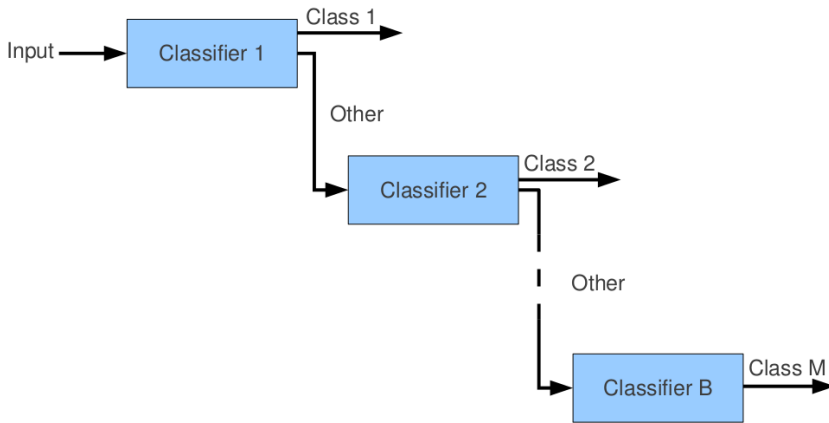 Class 1
Input
Classifier 1
Other
Class 2
Classifier 2
Other
Class M
Classifier B